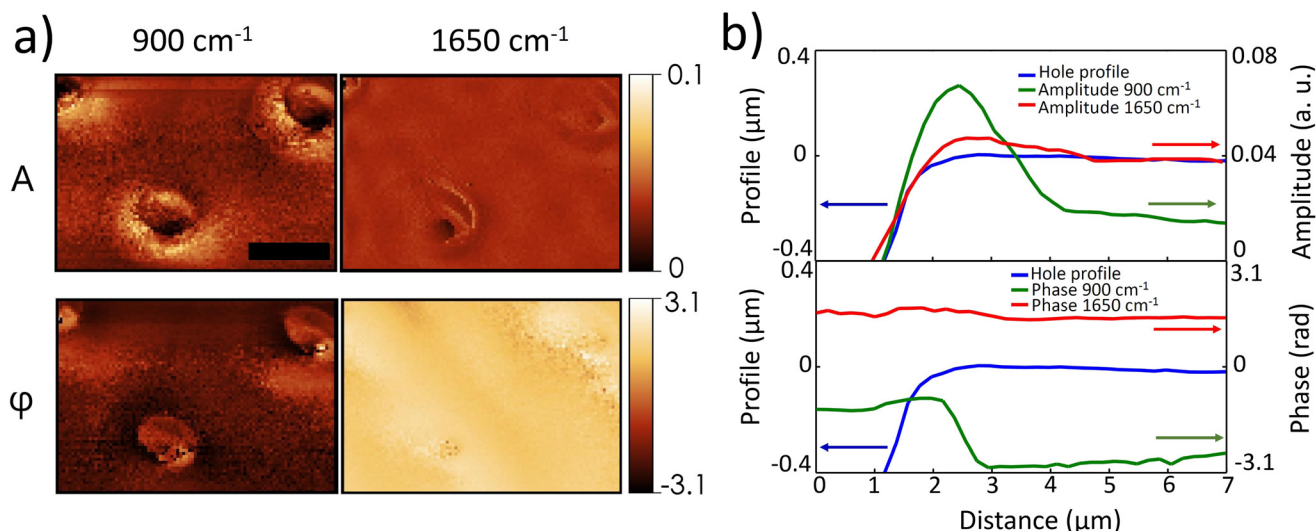 a)
900 cm⁻¹
1650 cm⁻¹
A
0.1
0
φ
3.1
-3.1
b)
Profile (µm)
0.4
0
-0.4
Hole profile
Amplitude 900 cm⁻¹
Amplitude 1650 cm⁻¹
0.08
0.04
0
Amplitude (a. u.)
Profile (µm)
0.4
0
-0.4
Hole profile
Phase 900 cm⁻¹
Phase 1650 cm⁻¹
3.1
0
-3.1
Phase (rad)
0 1 2 3 4 5 6 7
Distance (µm)